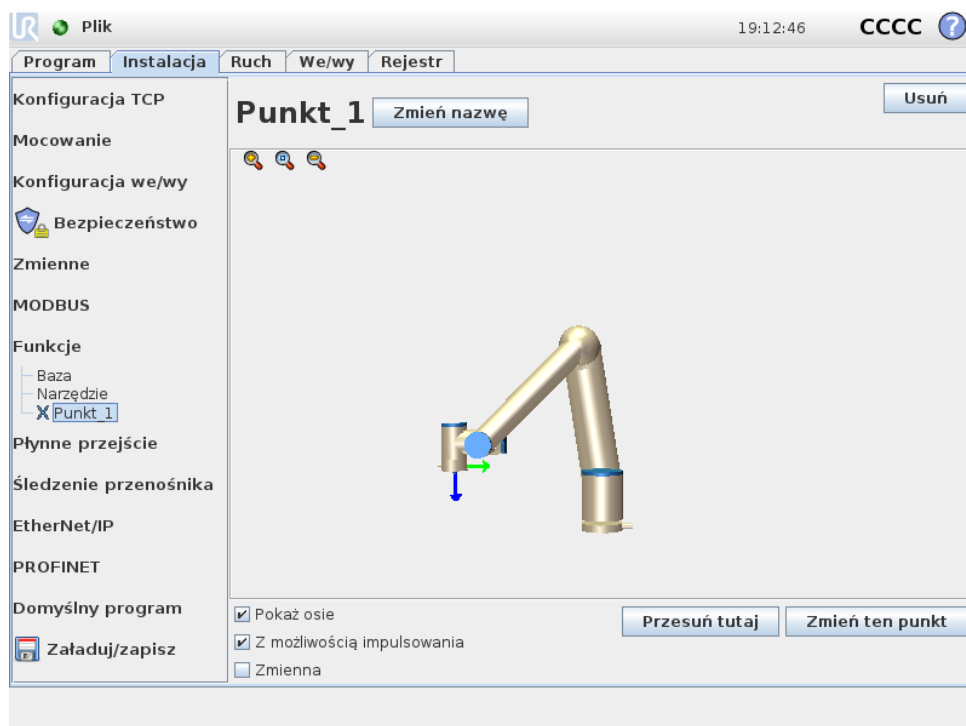 UR Plik 19:12:46 CCCC ?
Program Instalacja Ruch We/wy Rejestr
Konfiguracja TCP
Mocowanie
Konfiguracja we/wy
Bezpieczeństwo
Zmienne
MODBUS
Funkcje
Baza
Narzędzie
Punkt_1
Płynne przejście
Śledzenie przenośnika
EtherNet/IP
PROFINET
Domyślny program
Załaduj/zapisz
Punkt_1 Zmień nazwę Usuń
Pokaż osie
Z możliwością impulsowania
Zmienna
Przesuń tutaj Zmień ten punkt